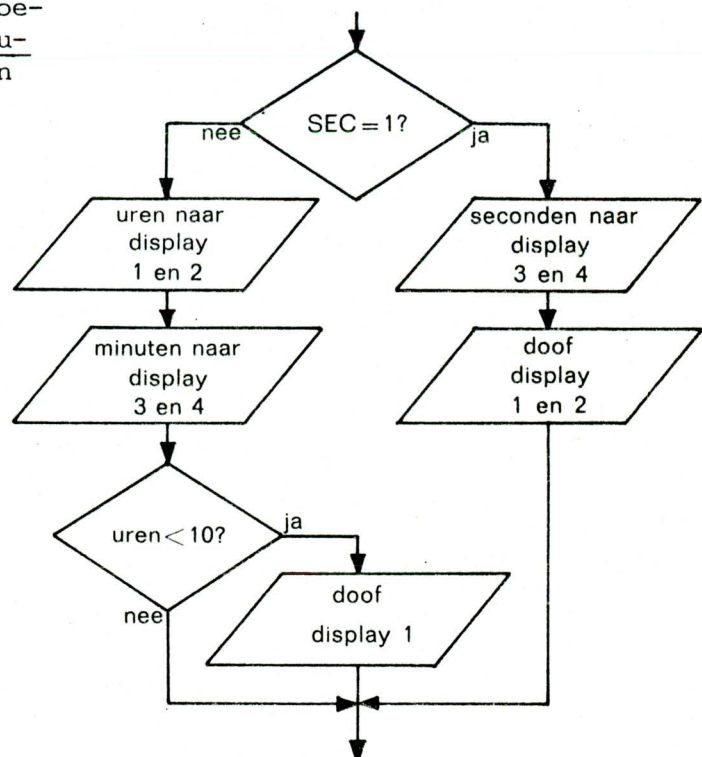 oe-
u-
n
SEC=1?
nee
ja
uren naar
display
1 en 2
seconden naar
display
3 en 4
minuten naar
display
3 en 4
doof
display
1 en 2
uren<10?
ja
nee
doof
display 1